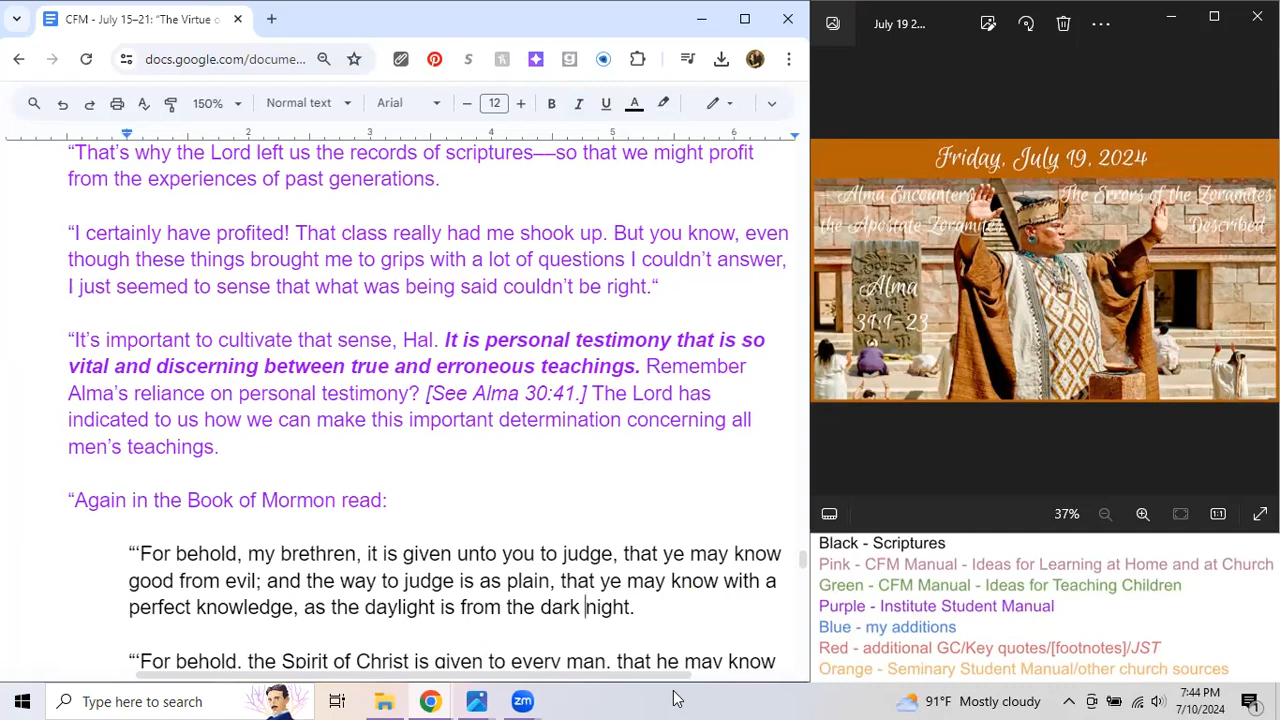 CFM - July 15–21: “The Virtue o
docs.google.com/docume...
150%
Normal text
Arial
12
B
I
U
A
2
3
4
5
6
“That’s why the Lord left us the records of scriptures—so that we might profit
from the experiences of past generations.
“I certainly have profited! That class really had me shook up. But you know, even
though these things brought me to grips with a lot of questions I couldn’t answer,
I just seemed to sense that what was being said couldn’t be right.“
“It’s important to cultivate that sense, Hal. It is personal testimony that is so
vital and discerning between true and erroneous teachings. Remember
Alma’s reliance on personal testimony? [See Alma 30:41.] The Lord has
indicated to us how we can make this important determination concerning all
men’s teachings.
“Again in the Book of Mormon read:
“‘For behold, my brethren, it is given unto you to judge, that ye may know
good from evil; and the way to judge is as plain, that ye may know with a
perfect knowledge, as the daylight is from the dark night.
“‘For behold, the Spirit of Christ is given to every man, that he may know
July 19 2...
Friday, July 19, 2024
Alma Encounters
the Apostate Zoramites
The Errors of the Zoramites
Described
Alma
31:1-23
37%
1:1
Black - Scriptures
Pink - CFM Manual - Ideas for Learning at Home and at Church
Green - CFM Manual - Ideas for Teaching Children
Purple - Institute Student Manual
Blue - my additions
Red - additional GC/Key quotes/[footnotes]/JST
Orange - Seminary Student Manual/other church sources
Type here to search
zm
91°F Mostly cloudy
7:44 PM
7/10/2024
1